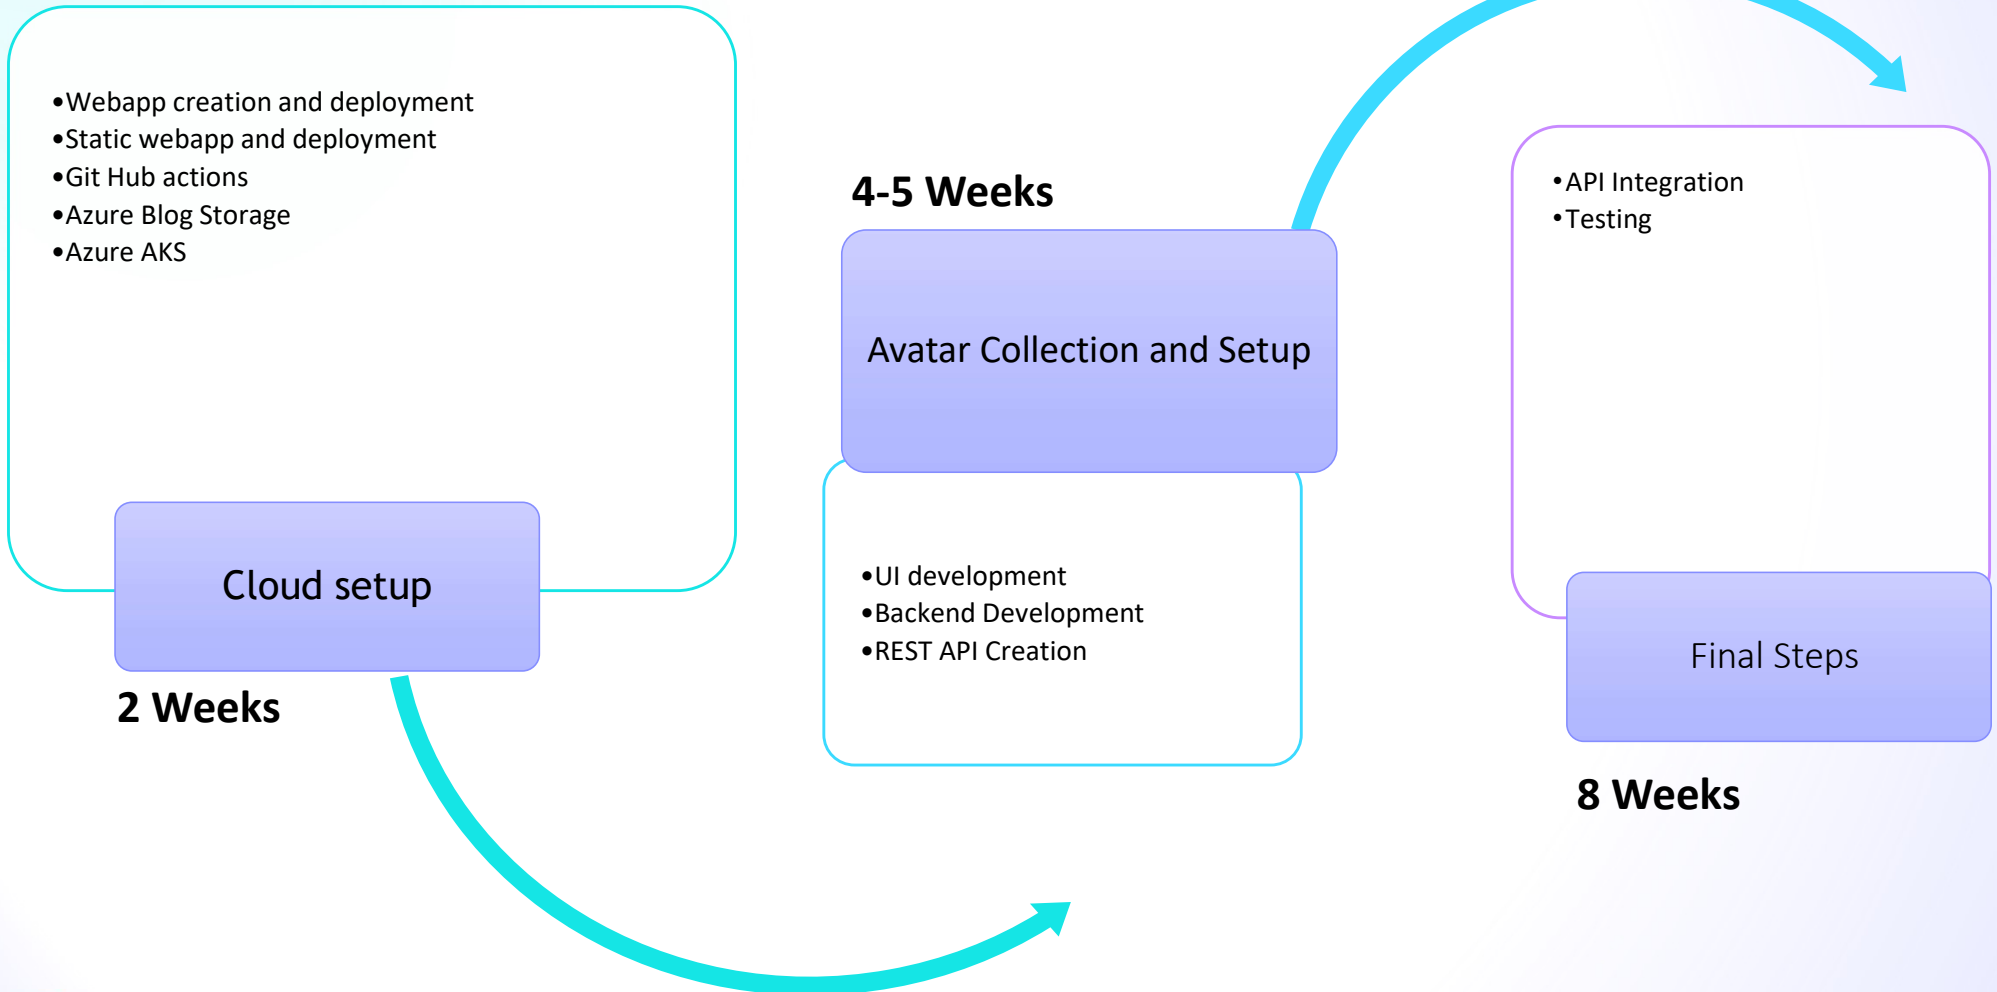 •Webapp creation and deployment
•Static webapp and deployment
•Git Hub actions
•Azure Blog Storage
•Azure AKS
Cloud setup
2 Weeks
4-5 Weeks
Avatar Collection and Setup
•UI development
•Backend Development
•REST API Creation
•API Integration
•Testing
Final Steps
8 Weeks